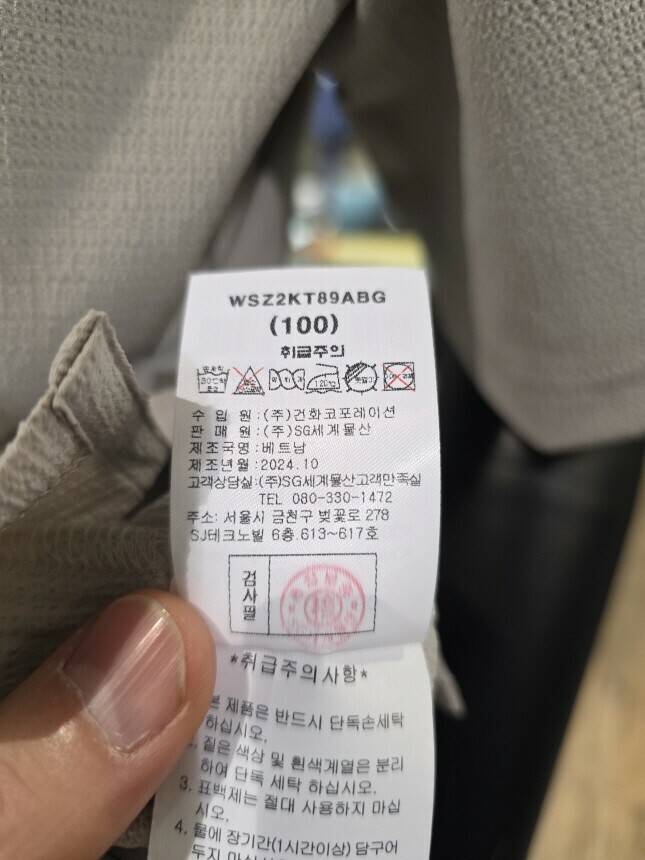 WSZ2KT89ABG
(100)
취급주의
수 입 원:(주)건화코포레이션
판 매 원:(주)SG세계물산
제조국명:베트남
제조년월:2024.10
고객상담실:(주)SG세계물산고객만족실
TEL 080-330-1472
주소: 서울시 금천구 벚꽃로 278
SJ테크노빌 6층.613~617호
검사필
*취급주의사항*
본 제품은 반드시 단독손세탁
하십시오.
짙은 색상 및 흰색계열은 분리
하여 단독 세탁 하십시오.
3. 표백제는 절대 사용하지 마십
시오.
4. 물에 장기간(1시간이상) 담구어
두지